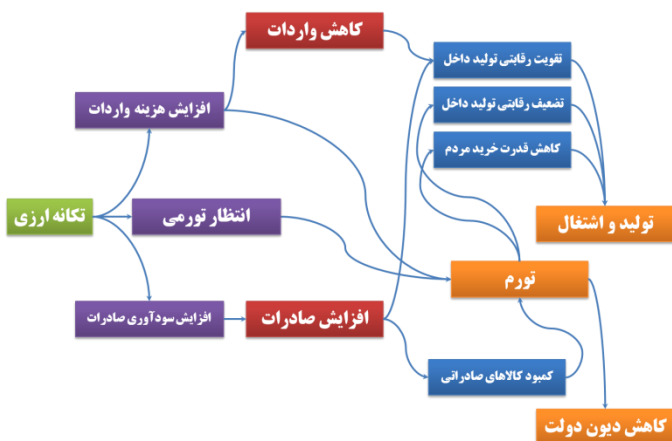 کاهش واردات
تقویت رقابتی تولید داخل
افزایش هزینه واردات
تضعیف رقابتی تولید داخل
کاهش قدرت خرید مردم
تکانه ارزی
انتظار تورمی
تولید و اشتغال
تورم
افزایش سودآوری صادرات
افزایش صادرات
کمبود کالاهای صادراتی
کاهش دیون دولت